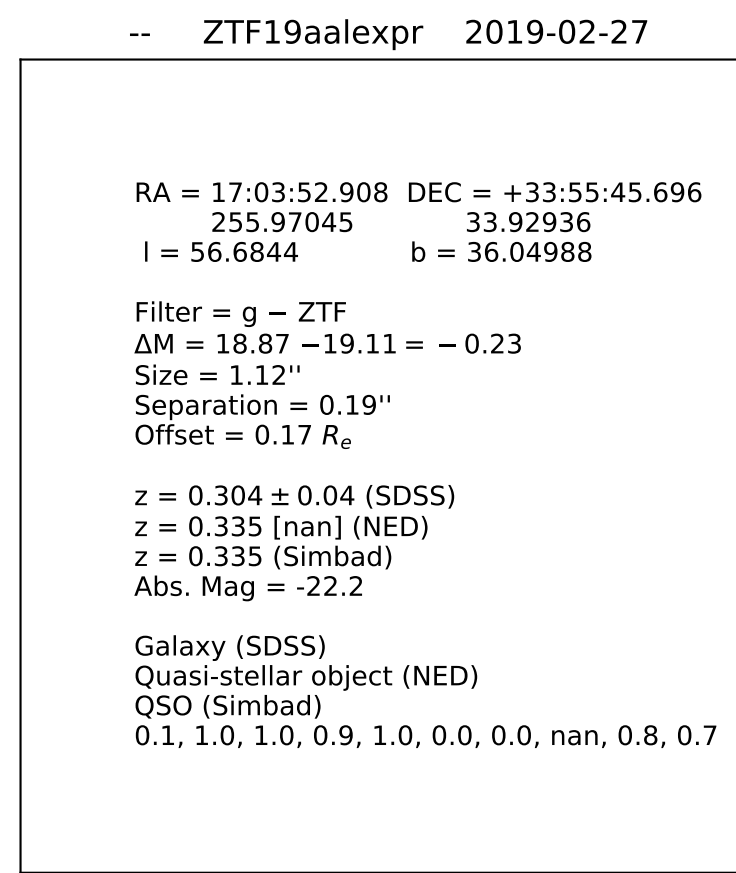 -- ZTF19aalexpr 2019-02-27
RA = 17:03:52.908 DEC = +33:55:45.696
255.97045 33.92936
l = 56.6844 b = 36.04988
Filter = g − ZTF
ΔM = 18.87 −19.11 = − 0.23
Size = 1.12''
Separation = 0.19''
Offset = 0.17 Rₑ
z = 0.304 ± 0.04 (SDSS)
z = 0.335 [nan] (NED)
z = 0.335 (Simbad)
Abs. Mag = -22.2
Galaxy (SDSS)
Quasi-stellar object (NED)
QSO (Simbad)
0.1, 1.0, 1.0, 0.9, 1.0, 0.0, 0.0, nan, 0.8, 0.7